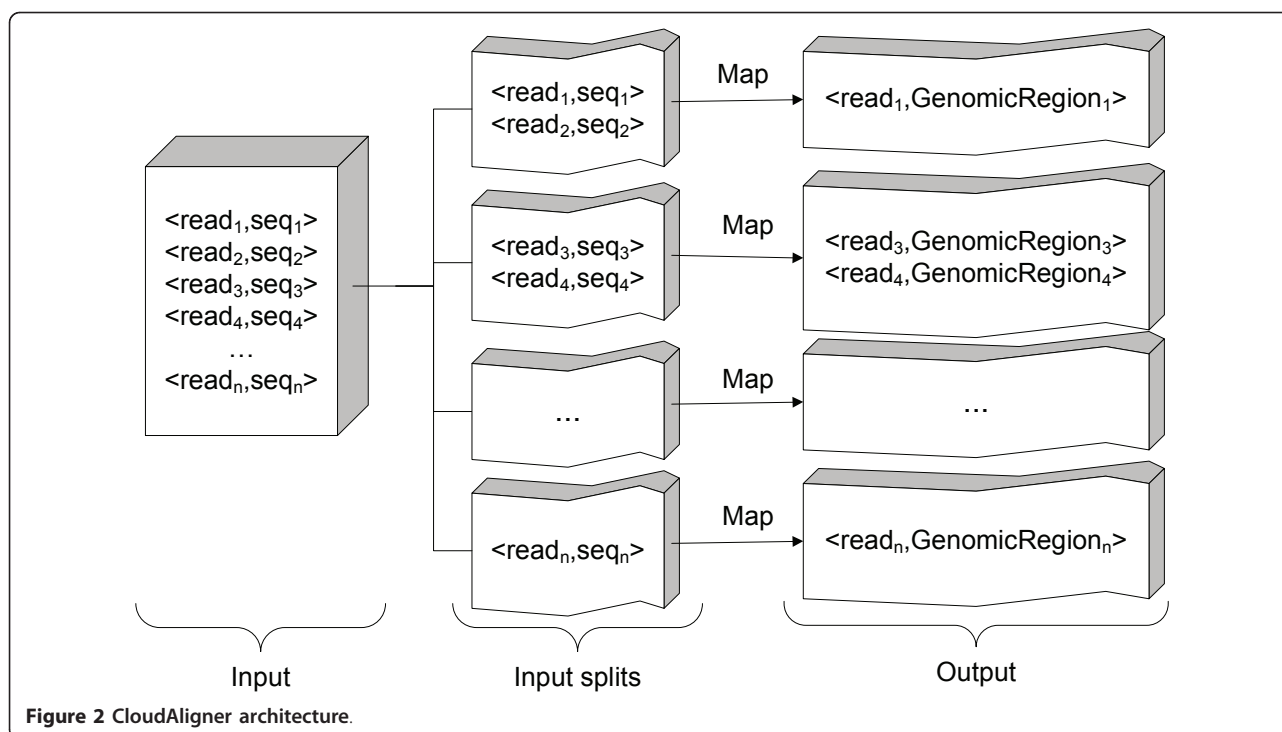 <read₁,seq₁>
<read₂,seq₂>
<read₃,seq₃>
<read₄,seq₄>
...
<readₙ,seqₙ>
Input
<read₁,seq₁>
<read₂,seq₂>
<read₃,seq₃>
<read₄,seq₄>
...
<readₙ,seqₙ>
Input splits
Map
Map
Map
Map
<read₁,GenomicRegion₁>
<read₃,GenomicRegion₃>
<read₄,GenomicRegion₄>
...
<readₙ,GenomicRegionₙ>
Output
Figure 2 CloudAligner architecture.